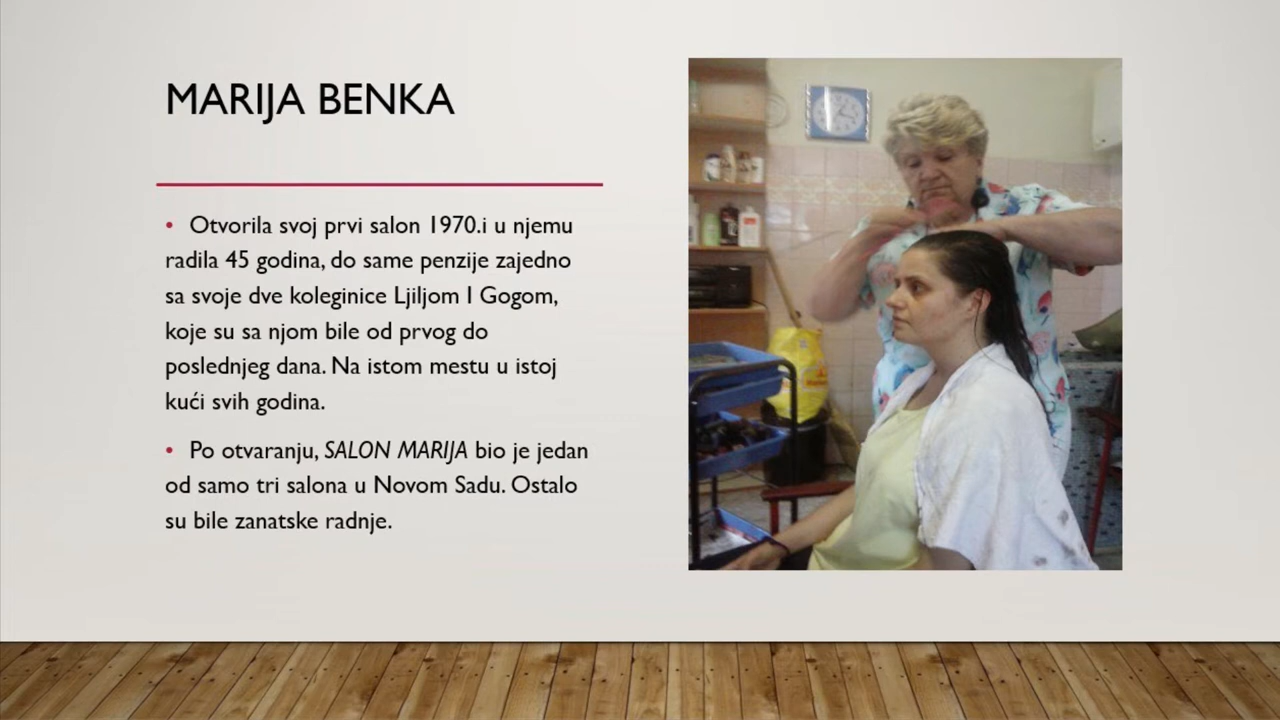 MARIJA BENKA
• Otvorila svoj prvi salon 1970.i u njemu
radila 45 godina, do same penzije zajedno
sa svoje dve koleginice Ljiljom I Gogom,
koje su sa njom bile od prvog do
poslednjeg dana. Na istom mestu u istoj
kući svih godina.
• Po otvaranju, SALON MARIJA bio je jedan
od samo tri salona u Novom Sadu. Ostalo
su bile zanatske radnje.